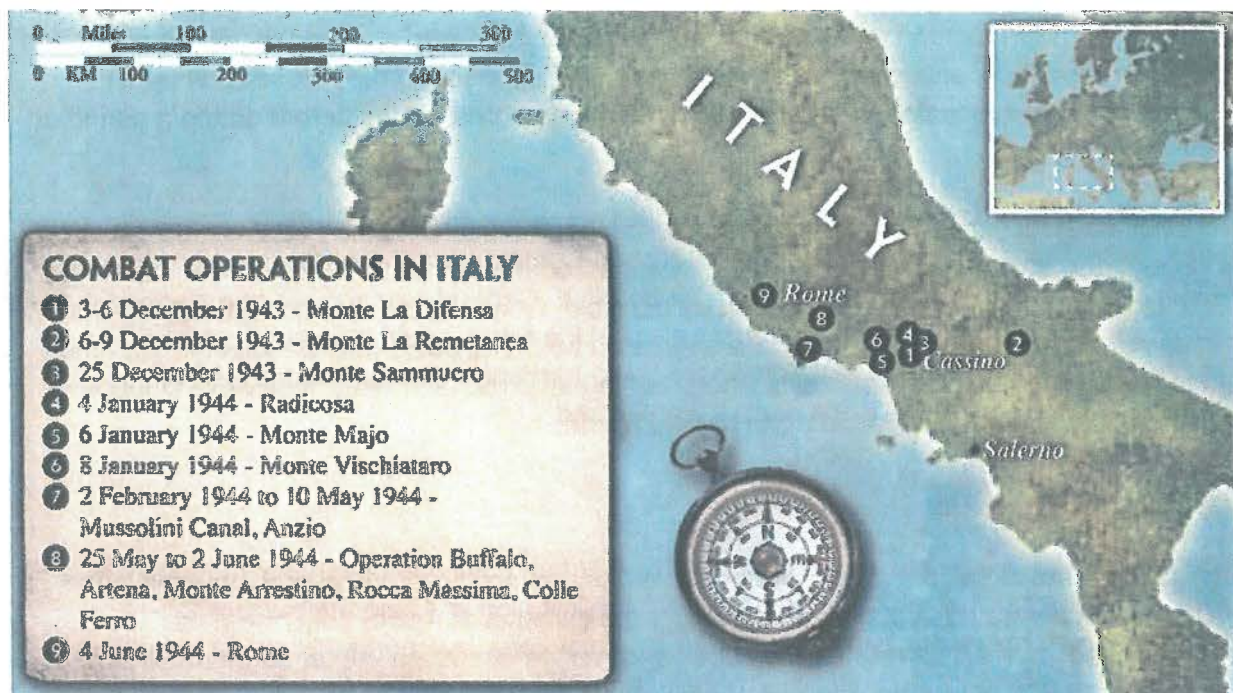 0 Miles 100 200 300
0 KM 100 200 300 400 500
ITALY
COMBAT OPERATIONS IN ITALY
1 3-6 December 1943 - Monte La Difensa
2 6-9 December 1943 - Monte La Remetanea
3 25 December 1943 - Monte Sammucro
4 4 January 1944 - Radicosa
5 6 January 1944 - Monte Majo
6 8 January 1944 - Monte Vischiataro
7 2 February 1944 to 10 May 1944 -
Mussolini Canal, Anzio
8 25 May to 2 June 1944 - Operation Buffalo,
Artena, Monte Arrestino, Rocca Massima, Colle
Ferro
9 4 June 1944 - Rome
9 Rome
8
7
6 4 3 2
5 1 Cassino
Salerno
N
W E
S